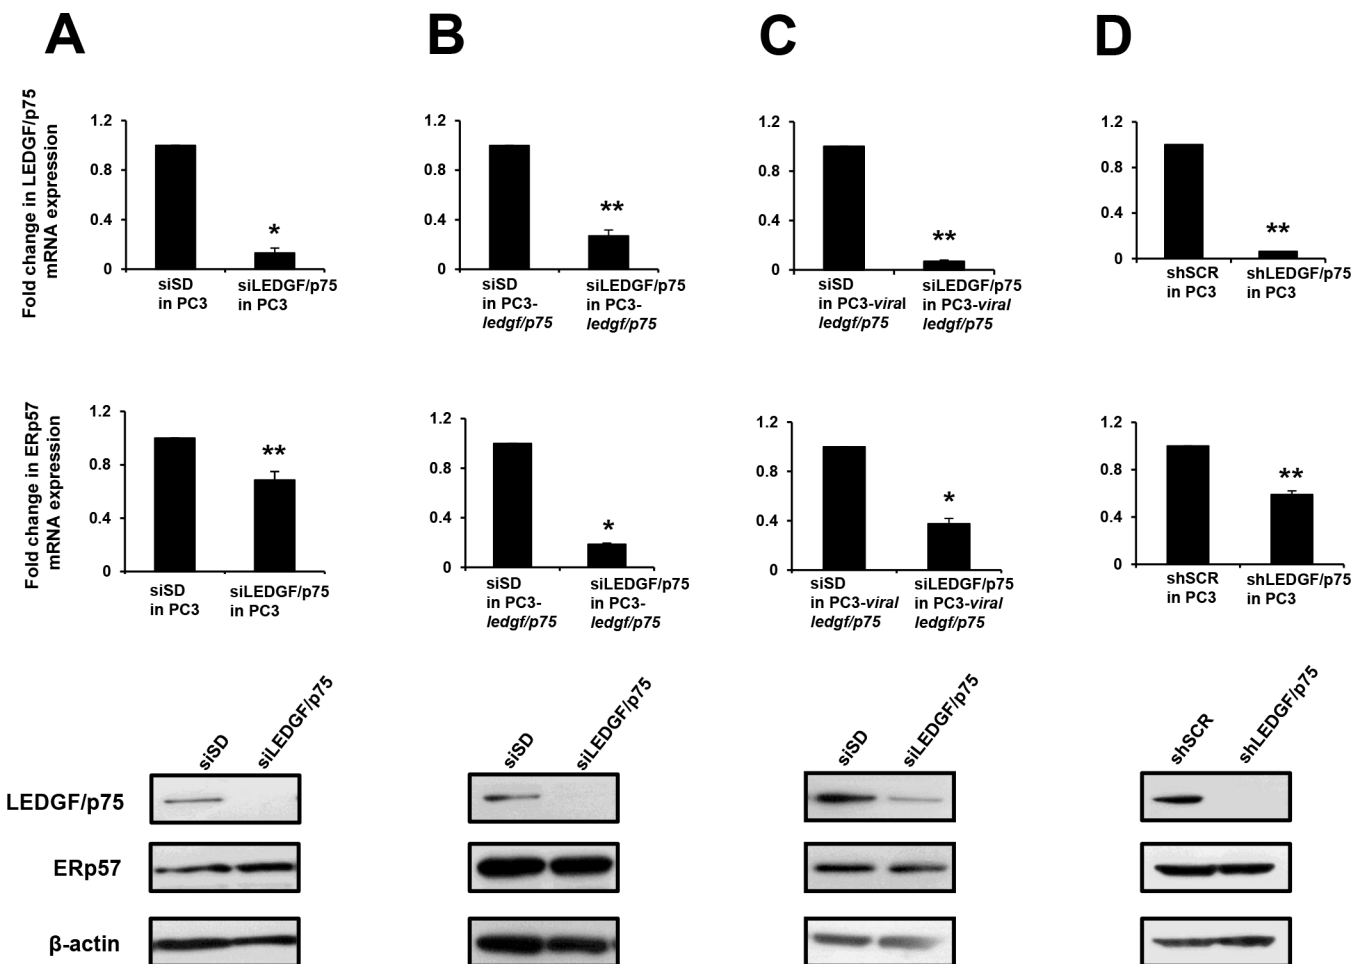 A
B
C
D
Fold change in LEDGF/p75
mRNA expression
1.2
0.8
0.4
0
*
siSD
in PC3
siLEDGF/p75
in PC3
1.2
0.8
0.4
0
**
siSD
in PC3-
ledgf/p75
siLEDGF/p75
in PC3-
ledgf/p75
1.2
0.8
0.4
0
**
siSD
in PC3-viral
ledgf/p75
siLEDGF/p75
in PC3-viral
ledgf/p75
1.2
0.8
0.4
0
**
shSCR
in PC3
shLEDGF/p75
in PC3
Fold change in ERp57
mRNA expression
1.2
0.8
0.4
0
**
siSD
in PC3
siLEDGF/p75
in PC3
1.2
0.8
0.4
0
*
siSD
in PC3-
ledgf/p75
siLEDGF/p75
in PC3-
ledgf/p75
1.2
0.8
0.4
0
*
siSD
in PC3-viral
ledgf/p75
siLEDGF/p75
in PC3-viral
ledgf/p75
1.2
0.8
0.4
0
**
shSCR
in PC3
shLEDGF/p75
in PC3
siSD
siLEDGF/p75
siSD
siLEDGF/p75
siSD
siLEDGF/p75
shSCR
shLEDGF/p75
LEDGF/p75
ERp57
β-actin